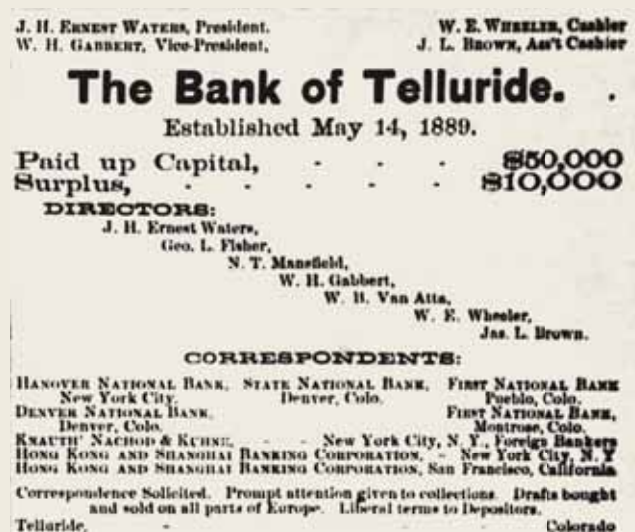 J. H. ERNEST WATERS, President. W. E. WHEELER, Cashier
W. H. GABBERT, Vice-President, J. L. BROWN, Ass't Cashier
The Bank of Telluride.
Established May 14, 1889.
Paid up Capital, - - - $50,000
Surplus, - - - - - $10,000
DIRECTORS:
J. H. Ernest Waters,
Geo. L. Fisher,
N. T. Mansfield,
W. H. Gabbert,
W. B. Van Atta,
W. E. Wheeler,
Jas. L. Brown.
CORRESPONDENTS:
HANOVER NATIONAL BANK, STATE NATIONAL BANK, FIRST NATIONAL BANK
New York City. Denver, Colo. Pueblo, Colo.
DENVER NATIONAL BANK, FIRST NATIONAL BANK,
Denver, Colo. Montrose, Colo.
KNAUTH' NACHOD & KUHNE, - - New York City, N. Y., Foreign Bankers
HONG KONG AND SHANGHAI BANKING CORPORATION, - New York City, N. Y
HONG KONG AND SHANGHAI BANKING CORPORATION, San Francisco, California
Correspondence Solicited. Prompt attention given to collections. Drafts bought
and sold on all parts of Europe. Liberal terms to Depositors.
Telluride, - - - Colorado